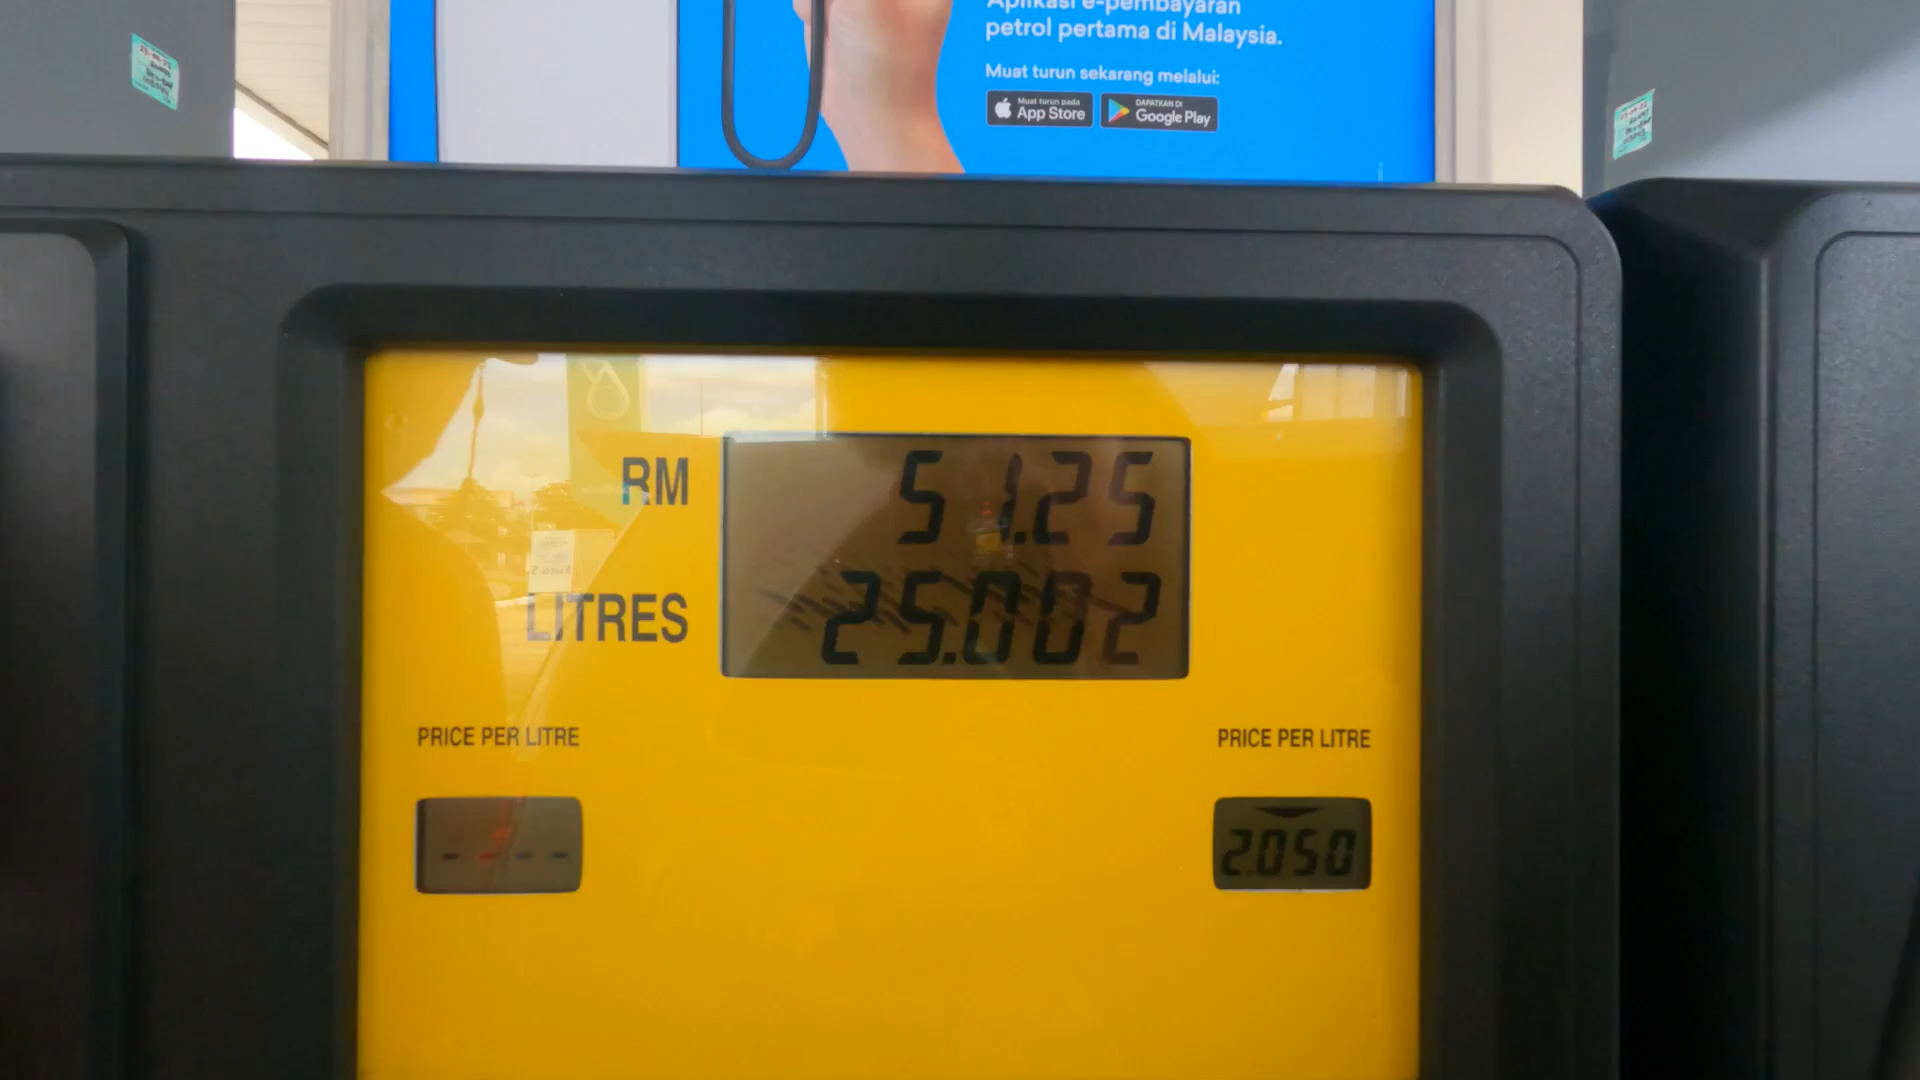 Aplikasi e-pembayaran
petrol pertama di Malaysia.
Muat turun sekarang melalui:
Muat turun pada
App Store
DAPATKAN DI
Google Play
RM 51.25
LITRES 25.002
PRICE PER LITRE
- - - -
PRICE PER LITRE
2.050